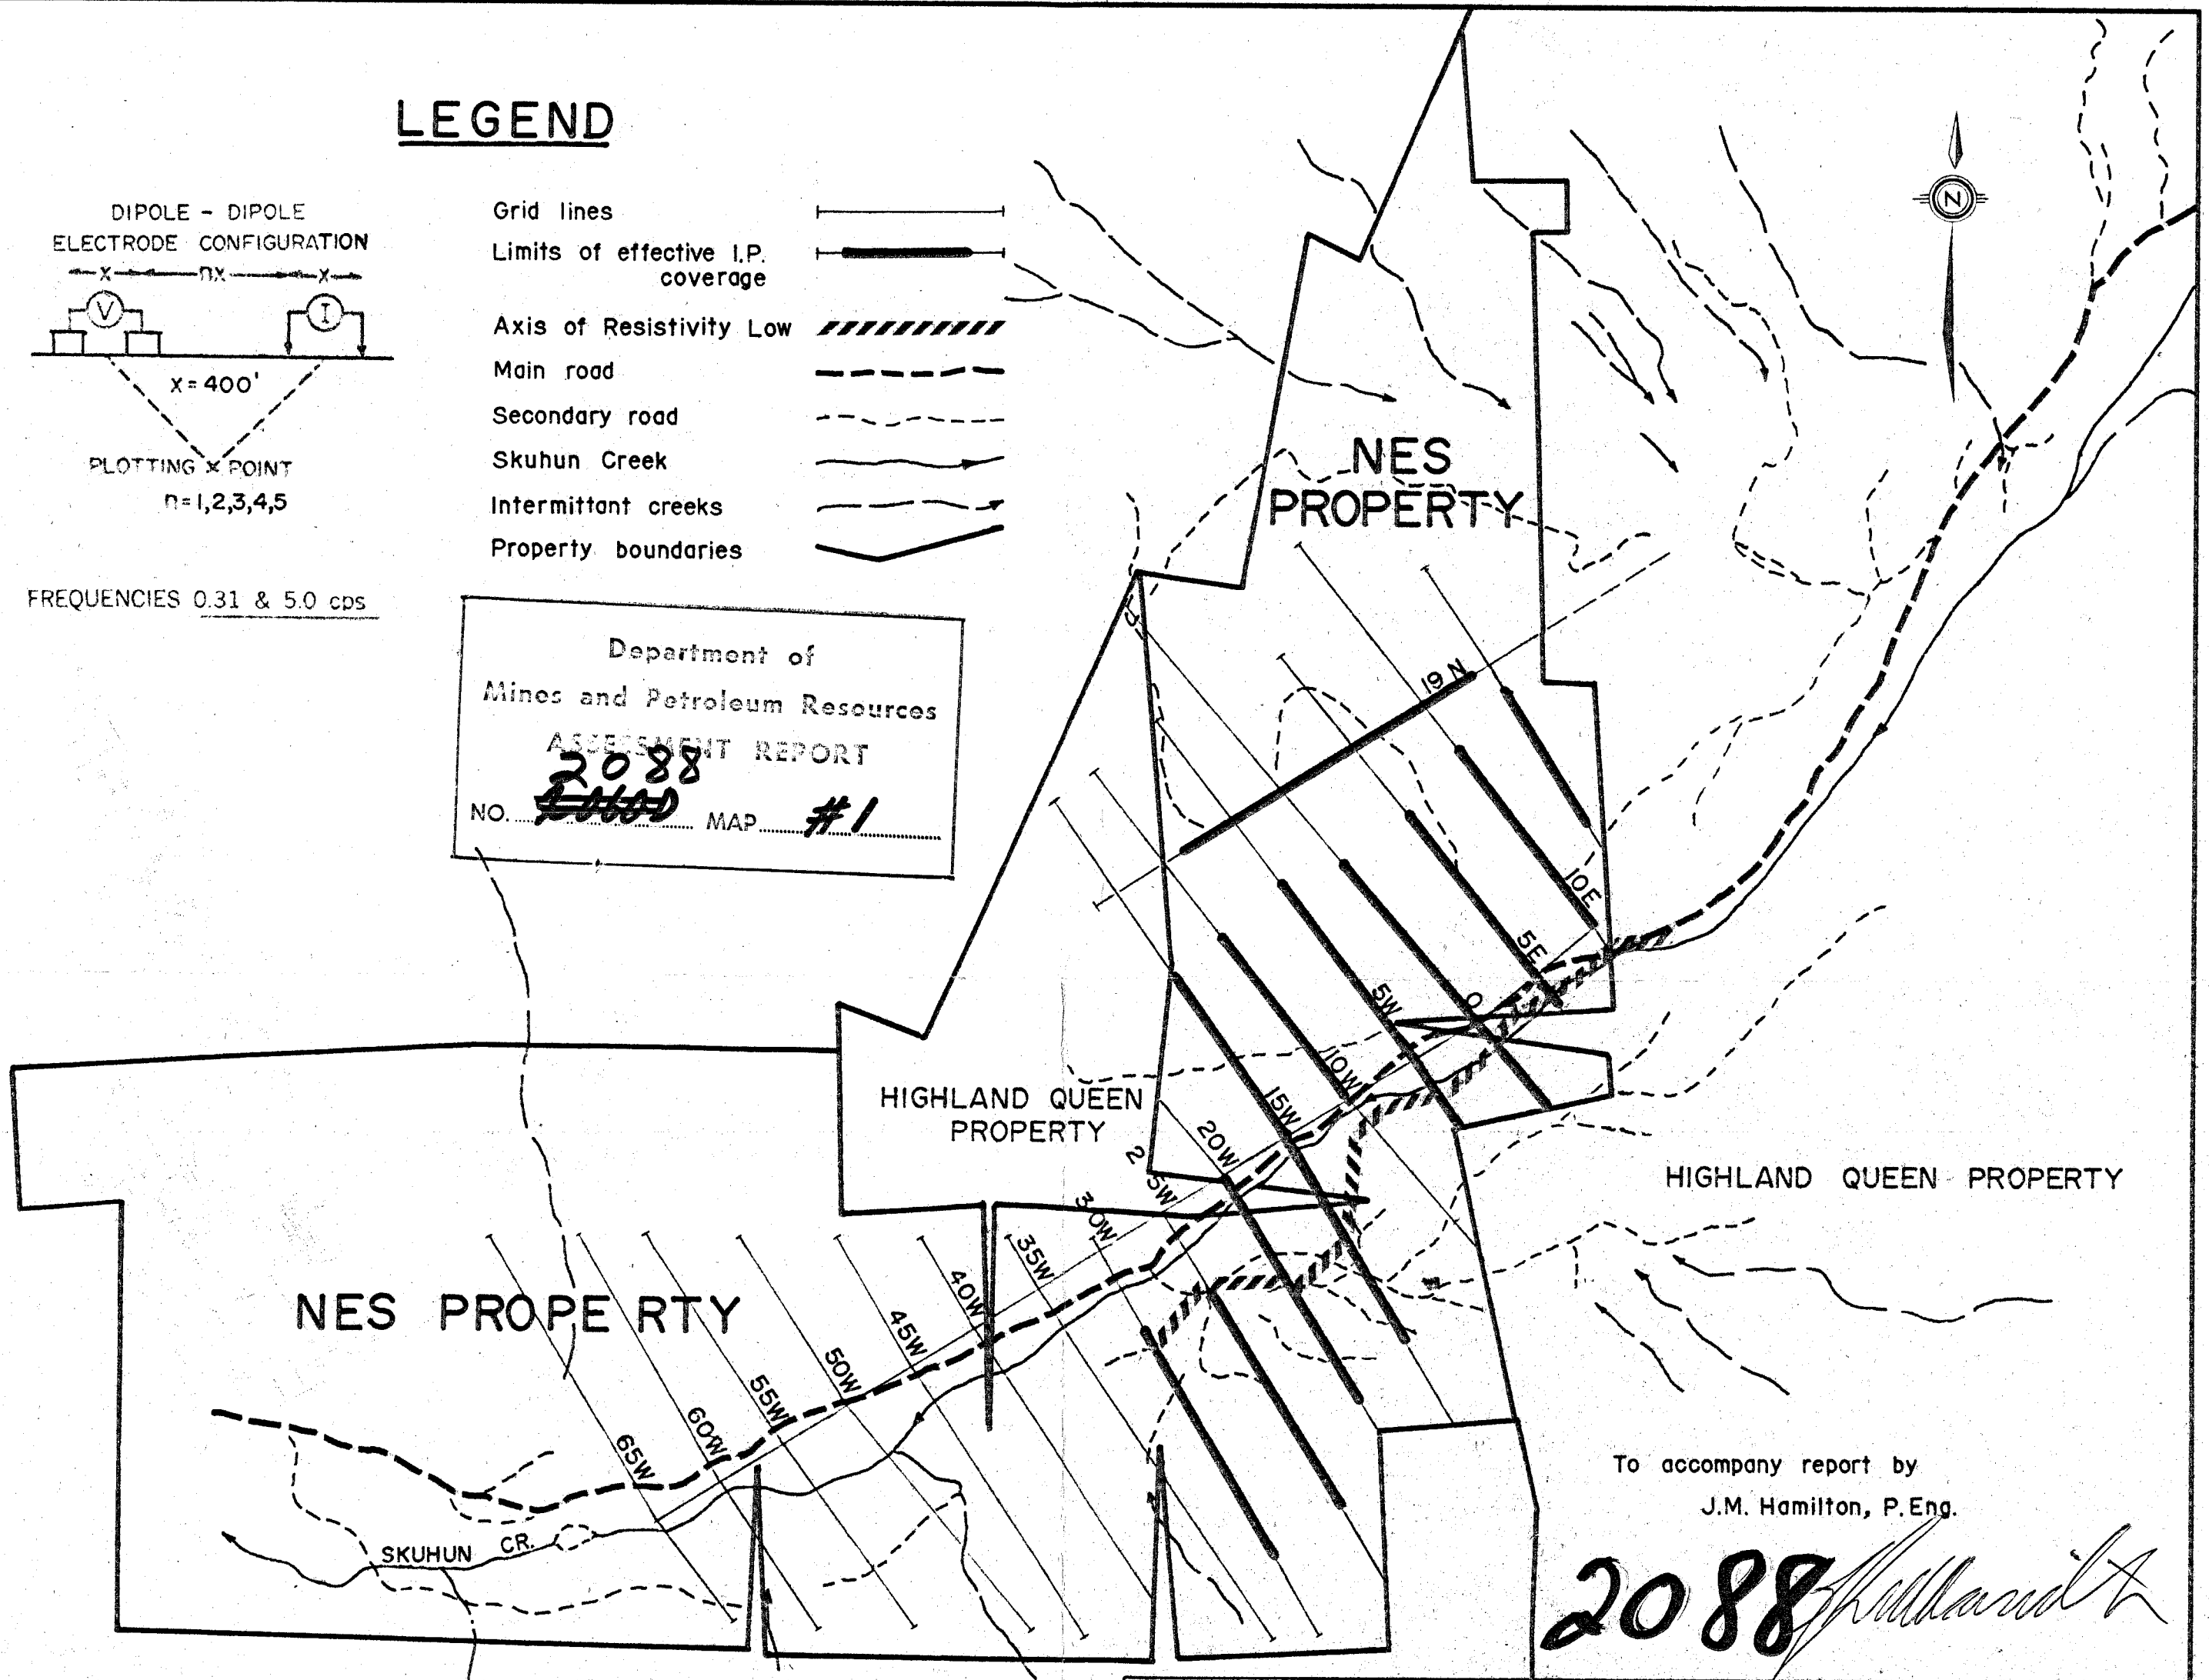 LEGEND
DIPOLE - DIPOLE
ELECTRODE CONFIGURATION
x nx x
V I
x = 400'
PLOTTING x POINT
n = 1,2,3,4,5
FREQUENCIES 0.31 & 5.0 cps
Grid lines
Limits of effective I.P.
coverage
Axis of Resistivity Low
Main road
Secondary road
Skuhun Creek
Intermittant creeks
Property boundaries
Department of
Mines and Petroleum Resources
ASSESSMENT REPORT
2088
NO. MAP #1
N
NES
PROPERTY
19 N
10E
5E
0
5W
10W
15W
20W
25W
30W
35W
40W
45W
50W
55W
60W
65W
HIGHLAND QUEEN
PROPERTY
HIGHLAND QUEEN PROPERTY
NES PROPERTY
SKUHUN CR.
To accompany report by
J.M. Hamilton, P.Eng.
2088